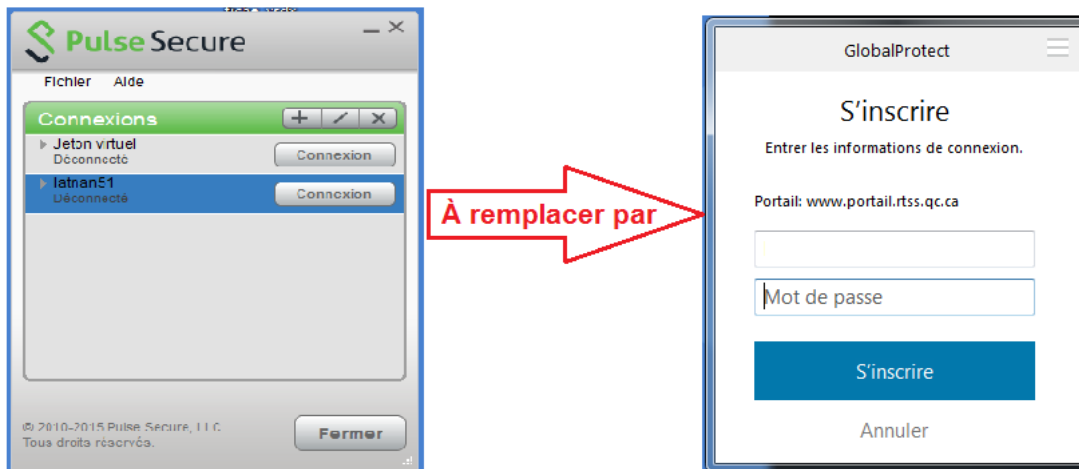 Pulse Secure
Fichier Aide
Connexions
Jeton virtuel
Déconnecté
Connexion
latnan51
Déconnecté
Connexion
© 2010-2015 Pulse Secure, LLC
Tous droits réservés.
Fermer
À remplacer par
GlobalProtect
S'inscrire
Entrer les informations de connexion.
Portail: www.portail.rtss.qc.ca
Mot de passe
S'inscrire
Annuler